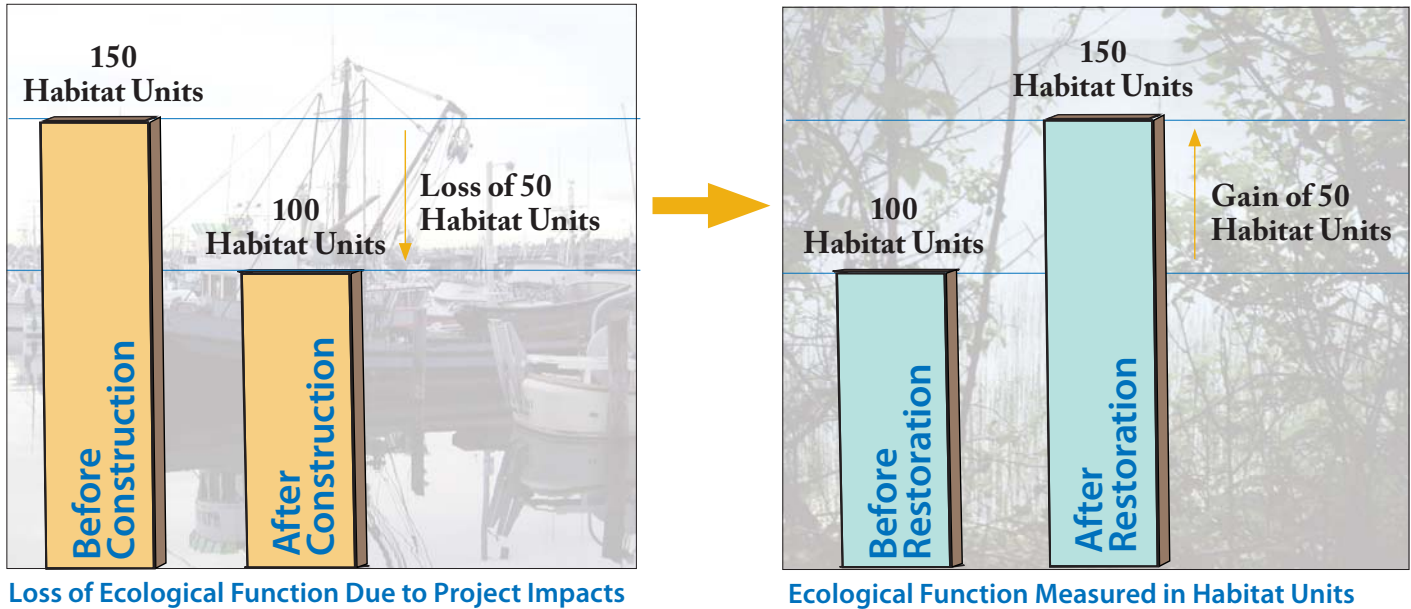 150
Habitat Units
100
Habitat Units
Loss of 50
Habitat Units
Before
Construction
After
Construction
Loss of Ecological Function Due to Project Impacts
100
Habitat Units
150
Habitat Units
Gain of 50
Habitat Units
Before
Restoration
After
Restoration
Ecological Function Measured in Habitat Units